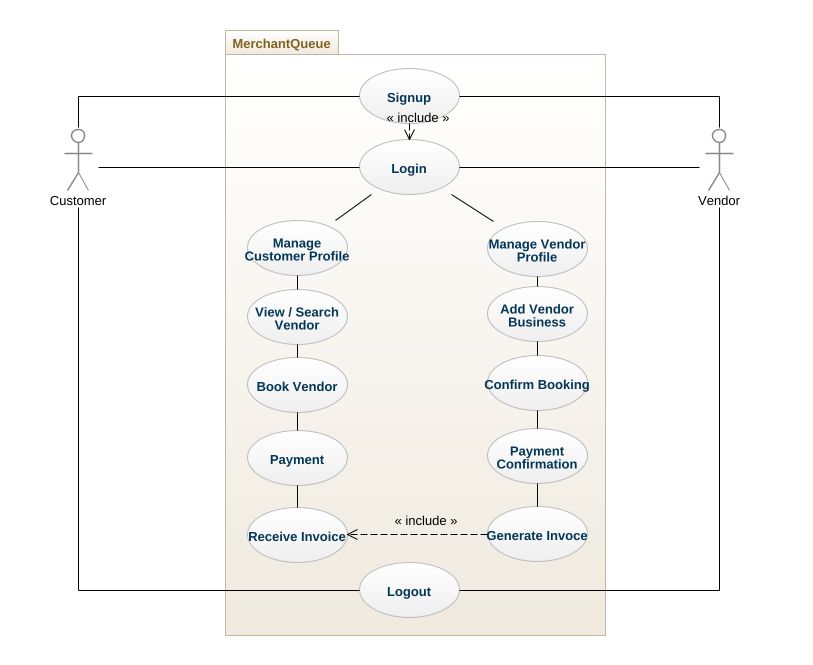 MerchantQueue
Signup
« include »
Login
Customer
Vendor
Manage
Customer Profile
Manage Vendor
Profile
View / Search
Vendor
Add Vendor
Business
Book Vendor
Confirm Booking
Payment
Payment
Confirmation
« include »
Receive Invoice
Generate Invoce
Logout